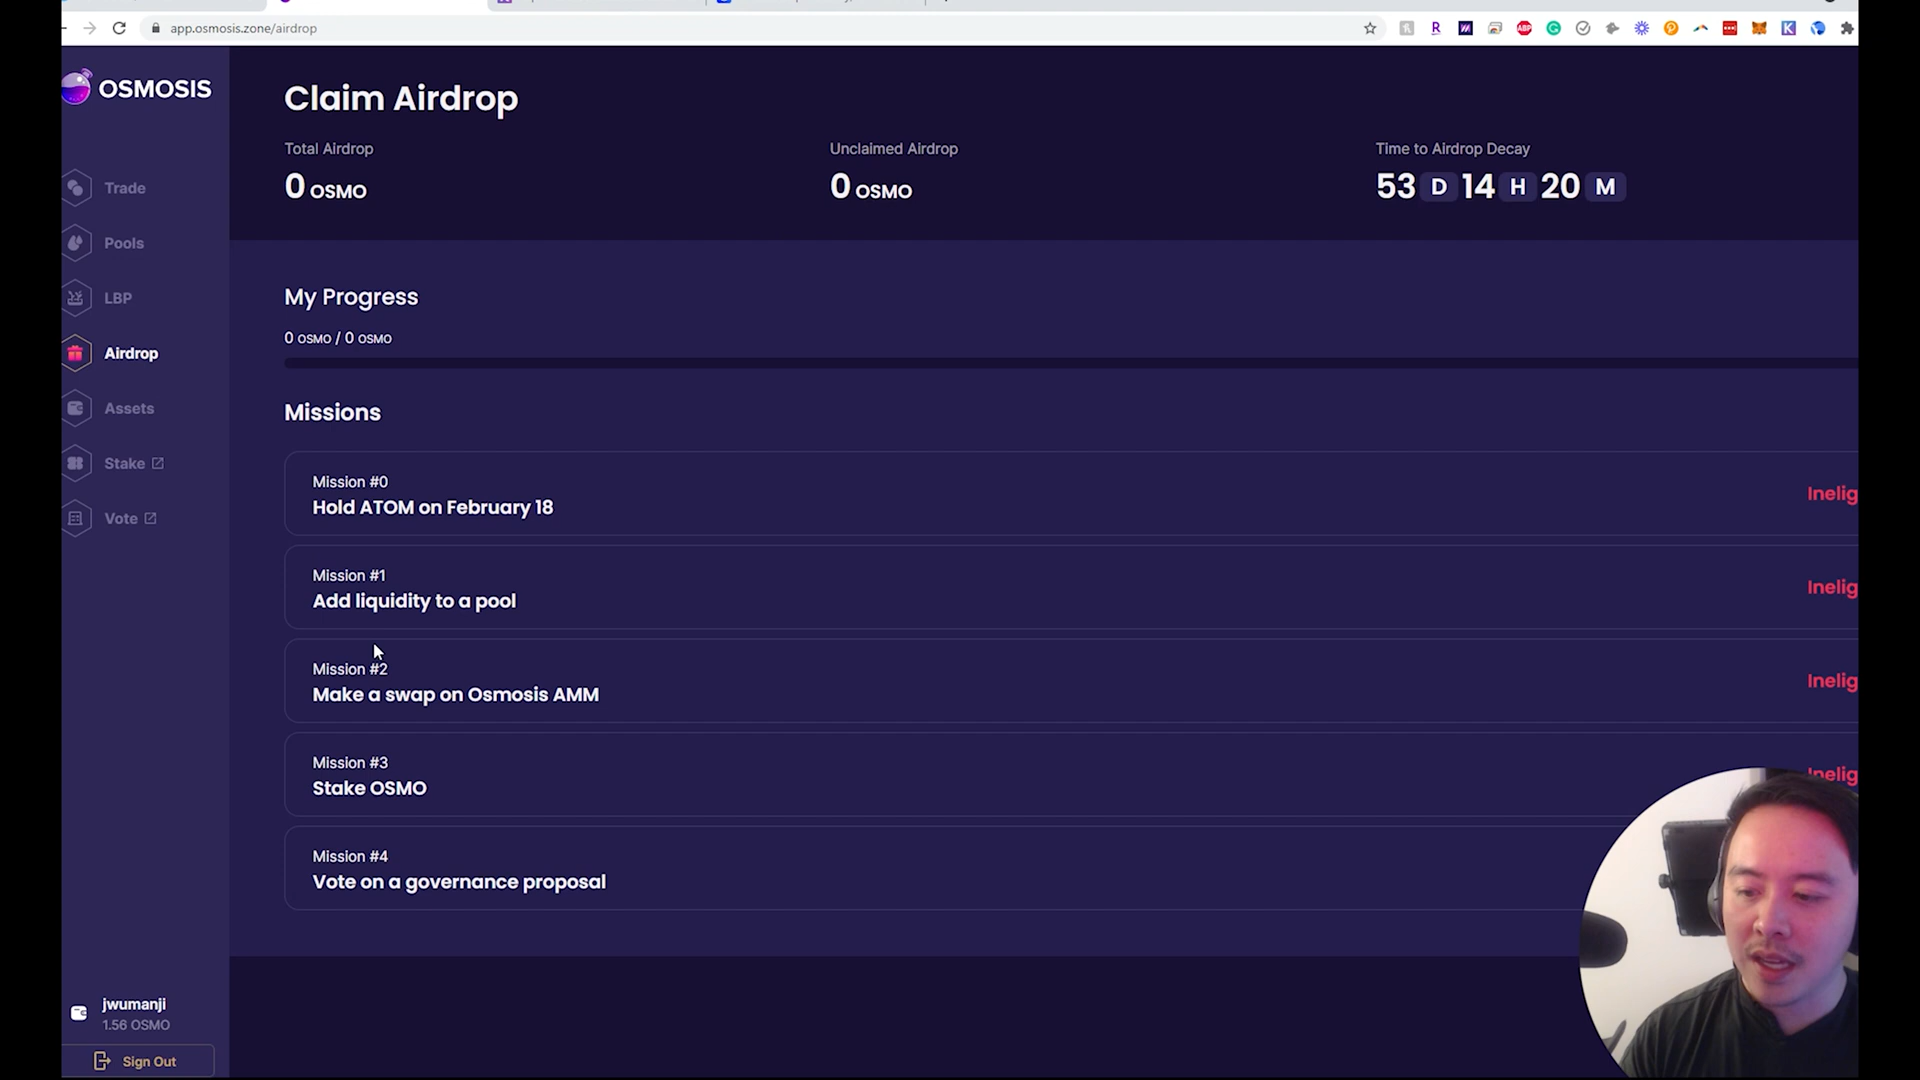 app.osmosis.zone/airdrop
OSMOSIS
Trade
Pools
LBP
Airdrop
Assets
Stake
Vote
jwumanji
1.56 OSMO
Sign Out
Claim Airdrop
Total Airdrop
0 OSMO
Unclaimed Airdrop
0 OSMO
Time to Airdrop Decay
53 D 14 H 20 M
My Progress
0 OSMO / 0 OSMO
Missions
Mission #0
Hold ATOM on February 18
Inelig
Mission #1
Add liquidity to a pool
Inelig
Mission #2
Make a swap on Osmosis AMM
Inelig
Mission #3
Stake OSMO
Inelig
Mission #4
Vote on a governance proposal
ABP